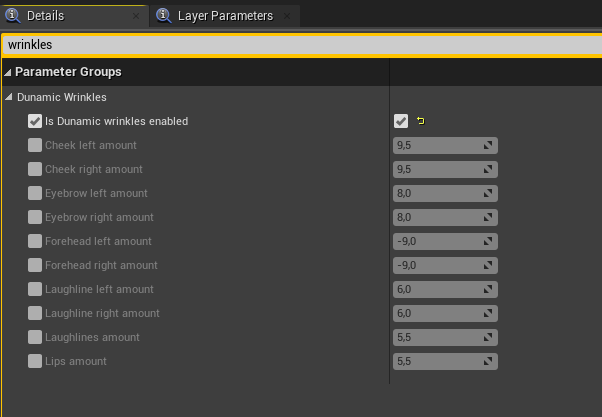 Details
Layer Parameters
wrinkles
Parameter Groups
Dunamic Wrinkles
Is Dunamic wrinkles enabled
Cheek left amount 9,5
Cheek right amount 9,5
Eyebrow left amount 8,0
Eyebrow right amount 8,0
Forehead left amount -9,0
Forehead right amount -9,0
Laughline left amount 6,0
Laughline right amount 6,0
Laughlines amount 5,5
Lips amount 5,5